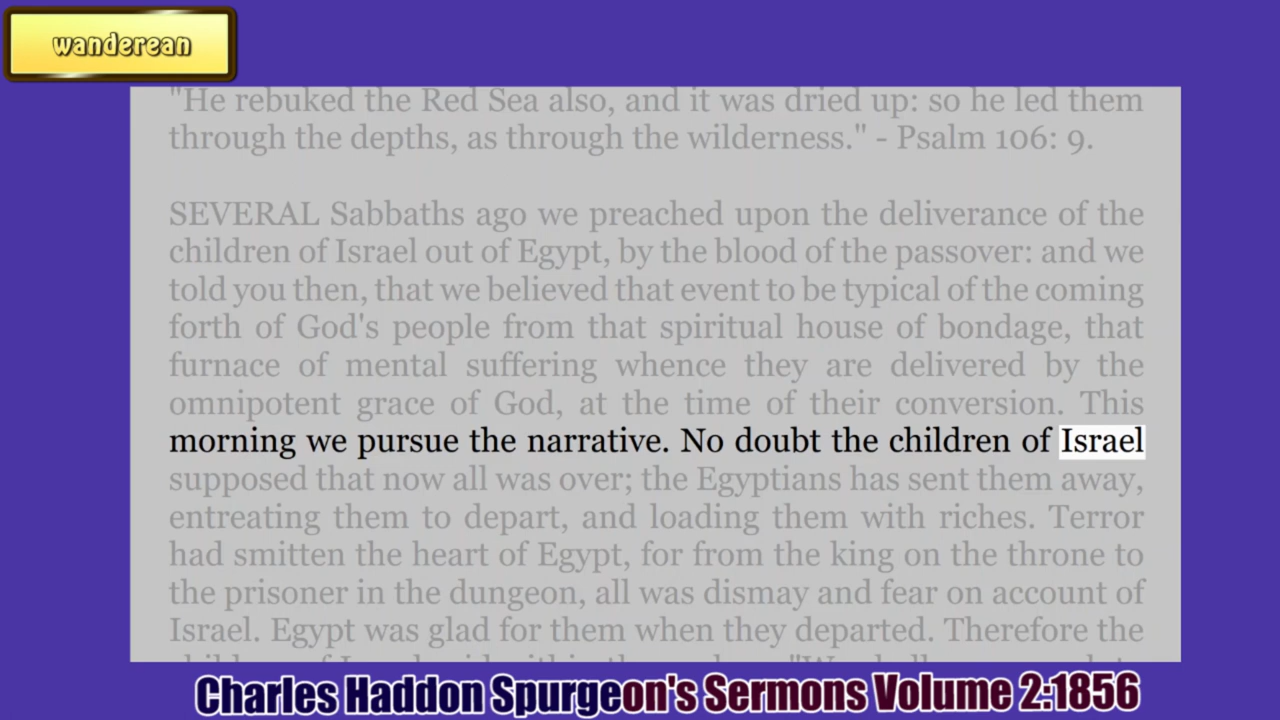 wanderean
"He rebuked the Red Sea also, and it was dried up: so he led them
through the depths, as through the wilderness." - Psalm 106: 9.
SEVERAL Sabbaths ago we preached upon the deliverance of the
children of Israel out of Egypt, by the blood of the passover: and we
told you then, that we believed that event to be typical of the coming
forth of God's people from that spiritual house of bondage, that
furnace of mental suffering whence they are delivered by the
omnipotent grace of God, at the time of their conversion. This
morning we pursue the narrative. No doubt the children of Israel
supposed that now all was over; the Egyptians has sent them away,
entreating them to depart, and loading them with riches. Terror
had smitten the heart of Egypt, for from the king on the throne to
the prisoner in the dungeon, all was dismay and fear on account of
Israel. Egypt was glad for them when they departed. Therefore the
Charles Haddon Spurgeon's Sermons Volume 2:1856